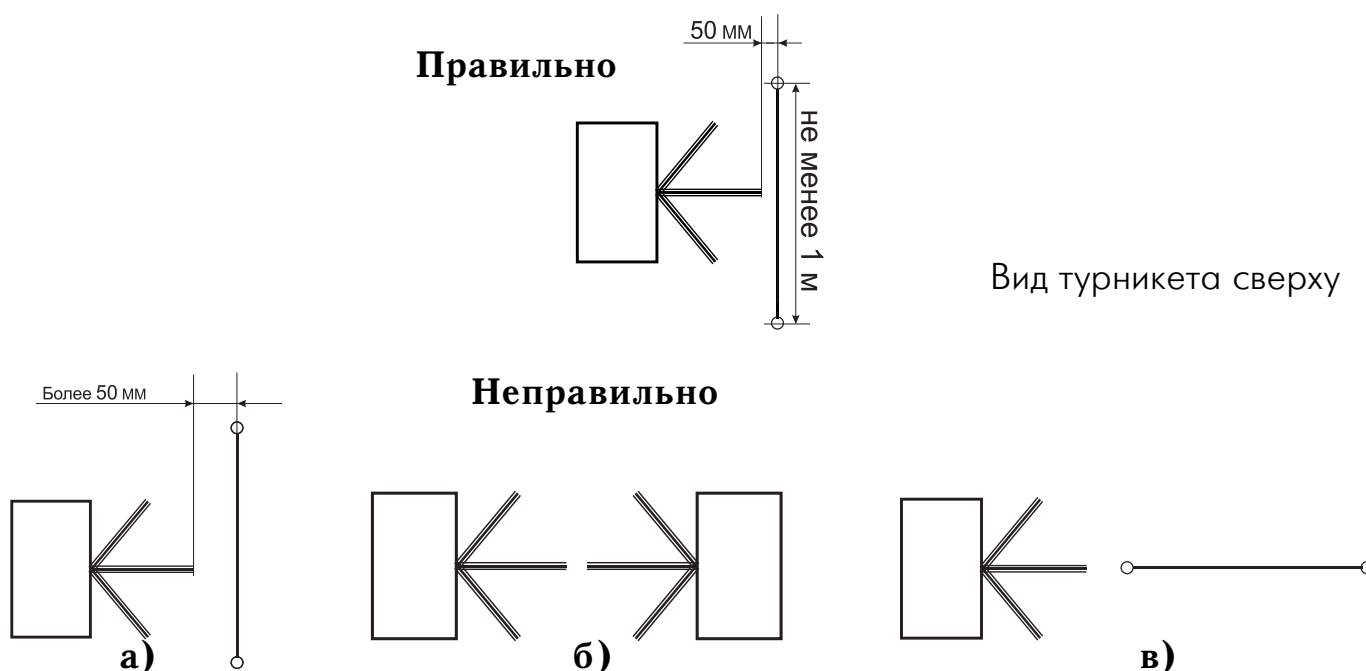 50 мм
Правильно
не менее 1 м
Вид турникета сверху
Более 50 мм
Неправильно
а)
б)
в)